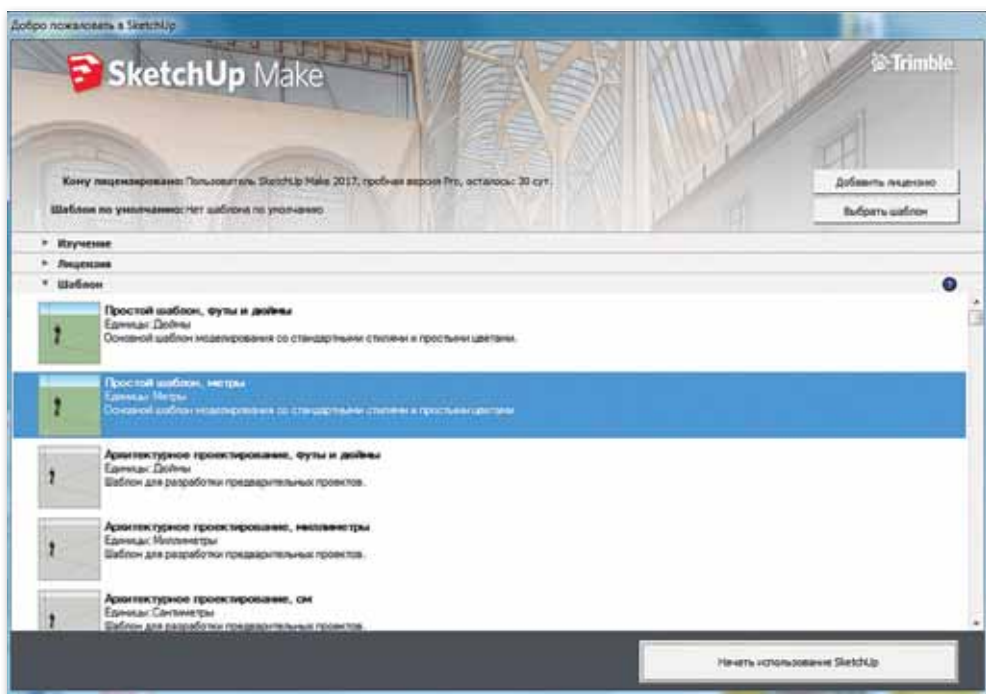 Добро пожаловать в SketchUp
SketchUp Make
Trimble
Кому лицензировано: Пользователь SketchUp Make 2017, пробная версия Pro, осталось: 30 сут.
Добавить лицензию
Шаблон по умолчанию: Нет шаблона по умолчанию
Выбрать шаблон
Изучение
Лицензия
Шаблон
Простой шаблон, футы и дюймы
Единицы: Дюймы
Основной шаблон моделирования со стандартными стилями и простыми цветами.
Простой шаблон, метры
Единицы: Метры
Основной шаблон моделирования со стандартными стилями и простыми цветами
Архитектурное проектирование, футы и дюймы
Единицы: Дюймы
Шаблон для разработки предварительных проектов.
Архитектурное проектирование, миллиметры
Единицы: Миллиметры
Шаблон для разработки предварительных проектов.
Архитектурное проектирование, см
Единицы: Сантиметры
Шаблон для разработки предварительных проектов.
Начать использование SketchUp